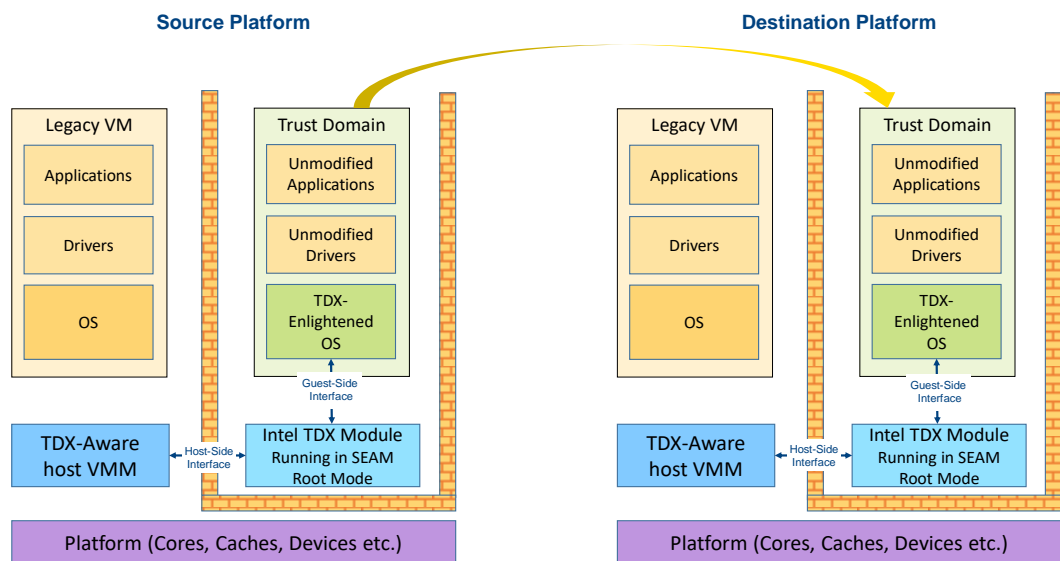 Source Platform
Destination Platform
Legacy VM
Applications
Drivers
OS
Trust Domain
Unmodified
Applications
Unmodified
Drivers
TDX-
Enlightened
OS
Guest-Side
Interface
TDX-Aware
host VMM
Host-Side
Interface
Intel TDX Module
Running in SEAM
Root Mode
Platform (Cores, Caches, Devices etc.)
Legacy VM
Applications
Drivers
OS
Trust Domain
Unmodified
Applications
Unmodified
Drivers
TDX-
Enlightened
OS
Guest-Side
Interface
TDX-Aware
host VMM
Host-Side
Interface
Intel TDX Module
Running in SEAM
Root Mode
Platform (Cores, Caches, Devices etc.)